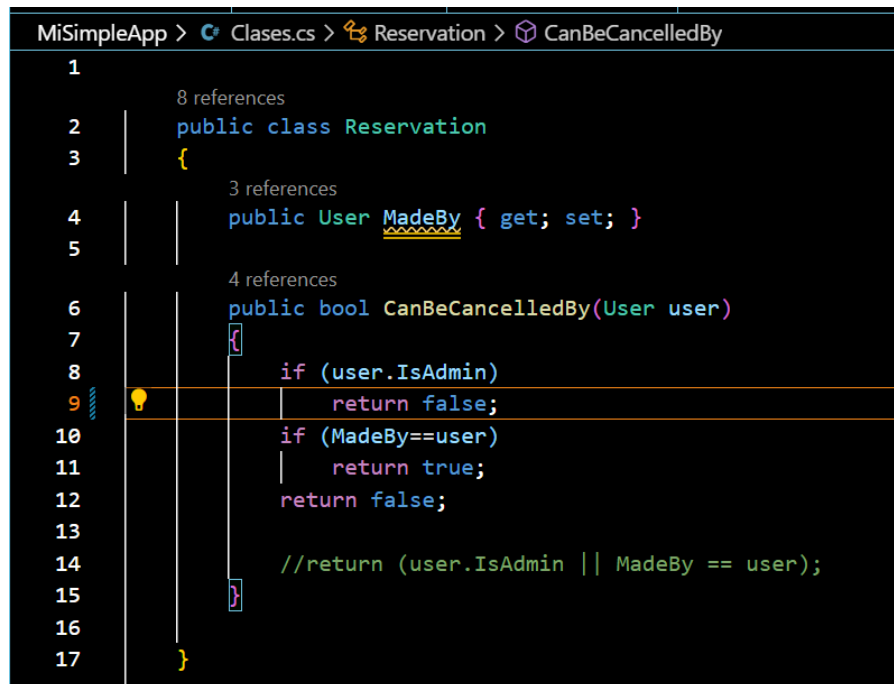 MiSimpleApp > C# Clases.cs > Reservation > CanBeCancelledBy
1
8 references
2 public class Reservation
3 {
3 references
4 public User MadeBy { get; set; }
5
4 references
6 public bool CanBeCancelledBy(User user)
7 {
8 if (user.IsAdmin)
9 return false;
10 if (MadeBy==user)
11 return true;
12 return false;
13
14 //return (user.IsAdmin || MadeBy == user);
15 }
16
17 }